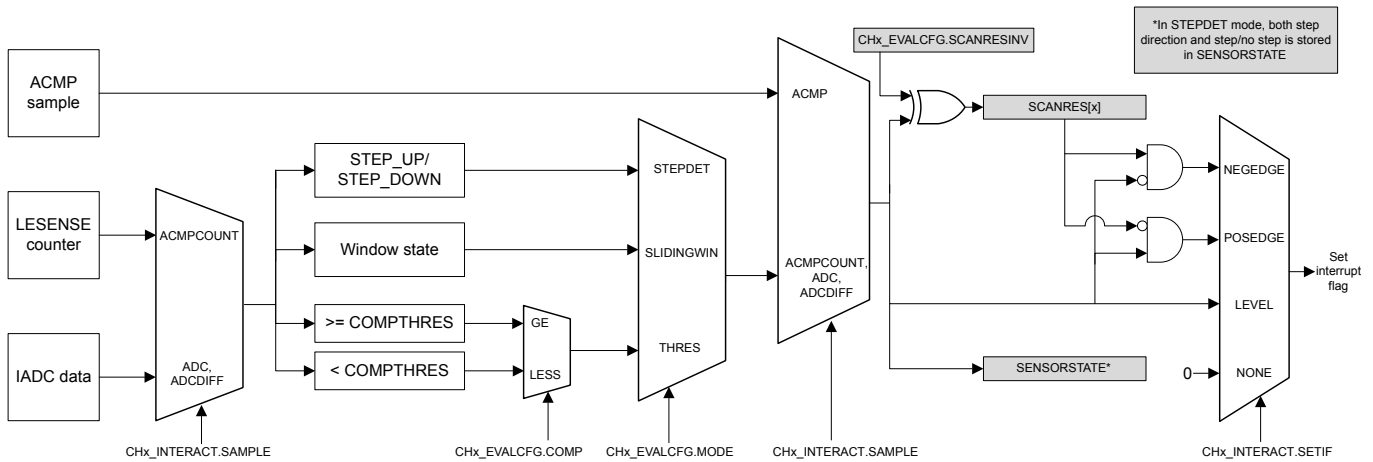 ACMP
sample
LESENSE
counter
IADC data
ACMPCOUNT
ADC,
ADCDIFF
CHx_INTERACT.SAMPLE
STEP_UP/
STEP_DOWN
Window state
>= COMPTHRES
< COMPTHRES
GE
LESS
CHx_EVALCFG.COMP
STEPDET
SLIDINGWIN
THRES
CHx_EVALCFG.MODE
ACMP
ACMPCOUNT,
ADC,
ADCDIFF
CHx_INTERACT.SAMPLE
CHx_EVALCFG.SCANRESINV
SCANRES[x]
SENSORSTATE*
*In STEPDET mode, both step
direction and step/no step is stored
in SENSORSTATE
NEGEDGE
POSEDGE
LEVEL
0
NONE
CHx_INTERACT.SETIF
Set
interrupt
flag